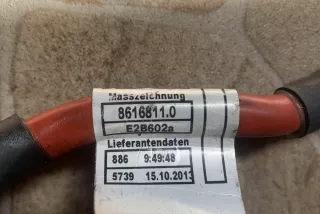 Masszeichnung
8616811.0
E2B602a
Lieferantendaten
886 9:49:48
5739 15.10.2013